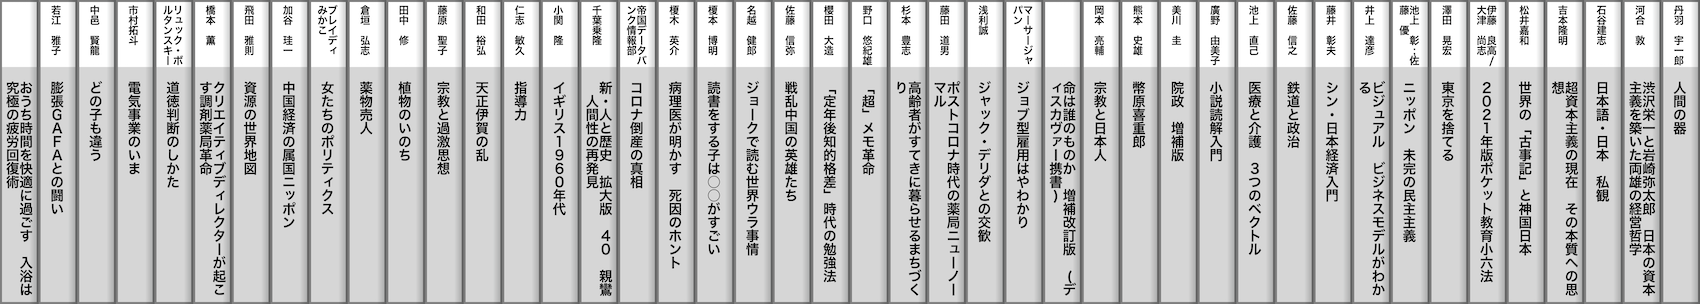 丹羽　宇一郎
人間の器
河合　敦
渋沢栄一と岩崎弥太郎　日本の資本
主義を築いた両雄の経営哲学
石谷建志
日本語・日本　私観
吉本隆明
超資本主義の現在　その本質への思
想
松井嘉和
世界の「古事記」と神国日本
伊藤　良高/
大津　尚志
２０２１年版ポケット教育小六法
澤田　晃宏
東京を捨てる
池上　彰・佐
藤　優
ニッポン　未完の民主主義
井上　達彦
ビジュアル　ビジネスモデルがわか
る
藤井　彰夫
シン・日本経済入門
佐藤　信之
鉄道と政治
池上　直己
医療と介護　３つのベクトル
廣野　由美子
小説読解入門
美川　圭
院政　増補版
熊本　史雄
幣原喜重郎
岡本　亮輔
宗教と日本人
命は誰のものか　増補改訂版　(デ
ィスカヴァー携書)
マーサージャ
パン
ジョブ型雇用はやわかり
浅利誠
ジャック・デリダとの交歓
藤田　道男
ポストコロナ時代の薬局ニューノー
マル
杉本　豊志
高齢者がすてきに暮らせるまちづく
り
野口　悠紀雄
「超」メモ革命
櫻田　大造
「定年後知的格差」時代の勉強法
佐藤　信弥
戦乱中国の英雄たち
名越　健郎
ジョークで読む世界ウラ事情
榎本　博明
読書をする子は○○がすごい
榎木　英介
病理医が明かす　死因のホント
帝国データバ
ンク情報部
コロナ倒産の真相
千葉乗隆
新・人と歴史　拡大版　４０　親鸞
　人間性の再発見
小関　隆
イギリス１９６０年代
仁志　敏久
指導力
和田　裕弘
天正伊賀の乱
藤原　聖子
宗教と過激思想
田中　修
植物のいのち
倉垣　弘志
薬物売人
ブレイディ
みかこ
女たちのポリティクス
加谷　珪一
中国経済の属国ニッポン
飛田　雅則
資源の世界地図
橋本　薫
クリエイティブディレクターが起こ
す調剤薬局革命
リュック・ボ
ルタンスキー
道徳判断のしかた
市村拓斗
電気事業のいま
中邑　賢龍
どの子も違う
若江　雅子
膨張ＧＡＦＡとの闘い
おうち時間を快適に過ごす　入浴は
究極の疲労回復術